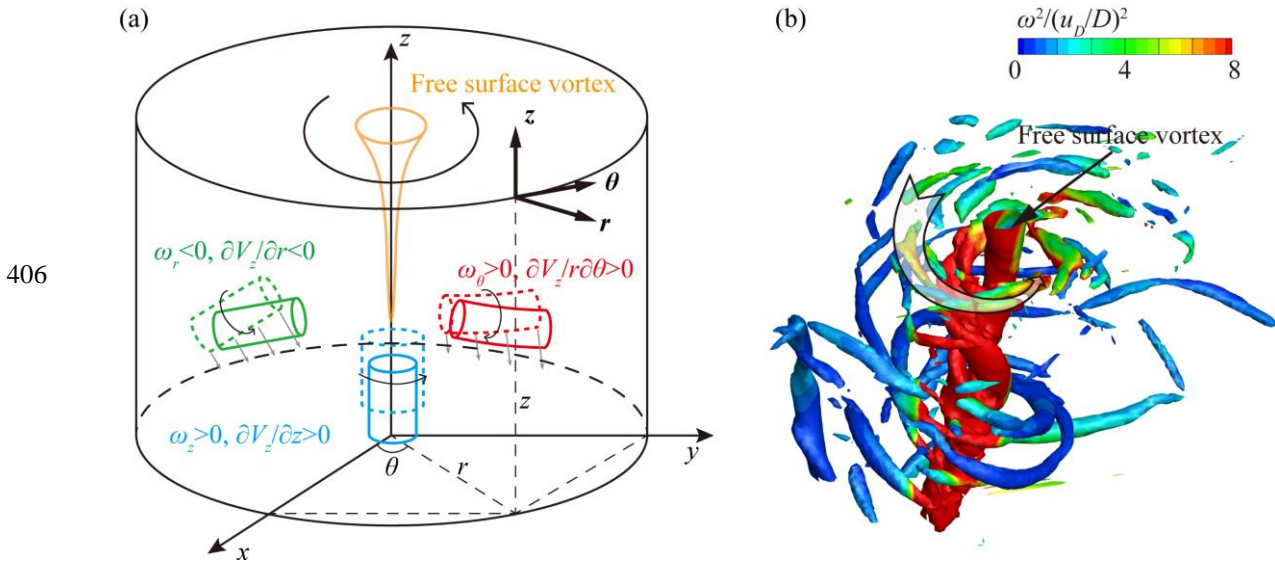 (a)
z
Free surface vortex
z
θ
r
ω_r<0, ∂V_z/∂r<0
ω_θ>0, ∂V_z/r∂θ>0
406
z
ω_z>0, ∂V_z/∂z>0
θ
r
y
x
(b)
ω²/(u_D/D)²
0 4 8
Free surface vortex